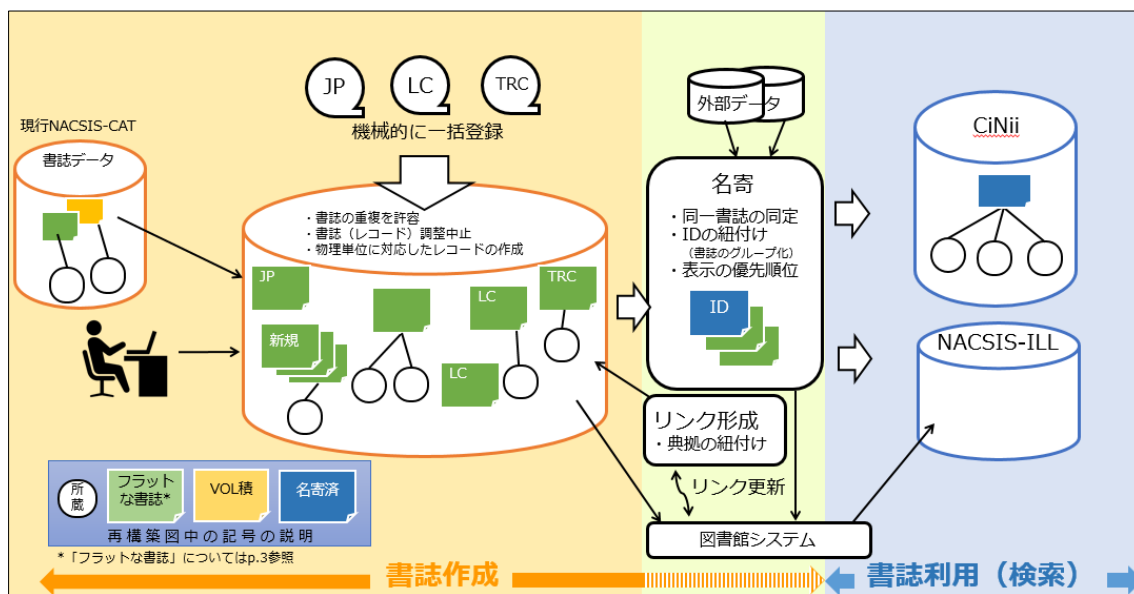 JP
LC
TRC
機械的に一括登録
現行NACSIS-CAT
書誌データ
・書誌の重複を許容
・書誌（レコード）調整中止
・物理単位に対応したレコードの作成
JP
新規
LC
LC
TRC
外部データ
名寄
・同一書誌の同定
・IDの紐付け
（書誌のグループ化）
・表示の優先順位
ID
リンク形成
・典拠の紐付け
リンク更新
図書館システム
CiNii
NACSIS-ILL
所蔵
フラットな書誌*
VOL積
名寄済
再構築図中の記号の説明
*「フラットな書誌」についてはp.3参照
書誌作成
書誌利用（検索）